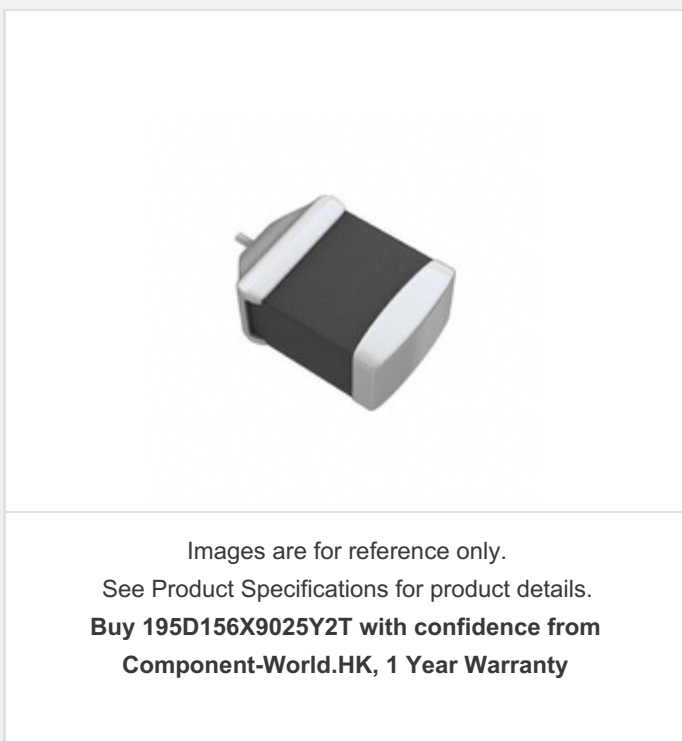 Images are for reference only.
See Product Specifications for product details.
Buy 195D156X9025Y2T with confidence from
Component-World.HK, 1 Year Warranty